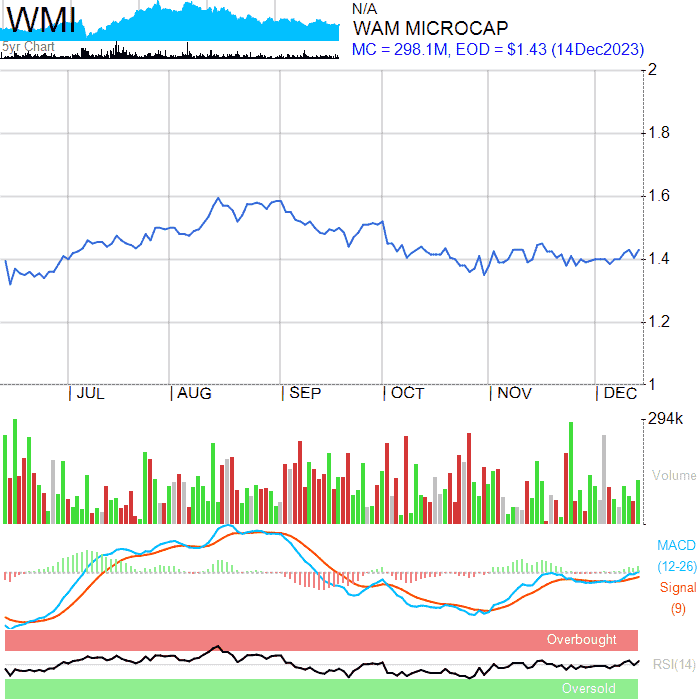 WMI
5yr Chart
N/A
WAM MICROCAP
MC = 298.1M, EOD = $1.43 (14Dec2023)
2
1.8
1.6
1.4
1.2
1
JUL AUG SEP OCT NOV DEC
294k
Volume
MACD
(12-26)
Signal
(9)
Overbought
RSI(14)
Oversold